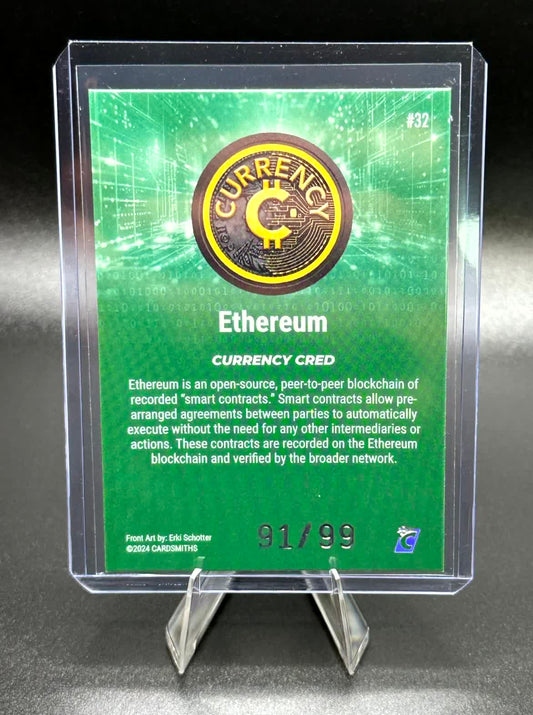 #32
CURRENCY
Ethereum
CURRENCY CRED
Ethereum is an open-source, peer-to-peer blockchain of
recorded "smart contracts." Smart contracts allow pre-
arranged agreements between parties to automatically
execute without the need for any other intermediaries or
actions. These contracts are recorded on the Ethereum
blockchain and verified by the broader network.
Front Art by: Erki Schotter
©2024 CARDSMITHS
91/99